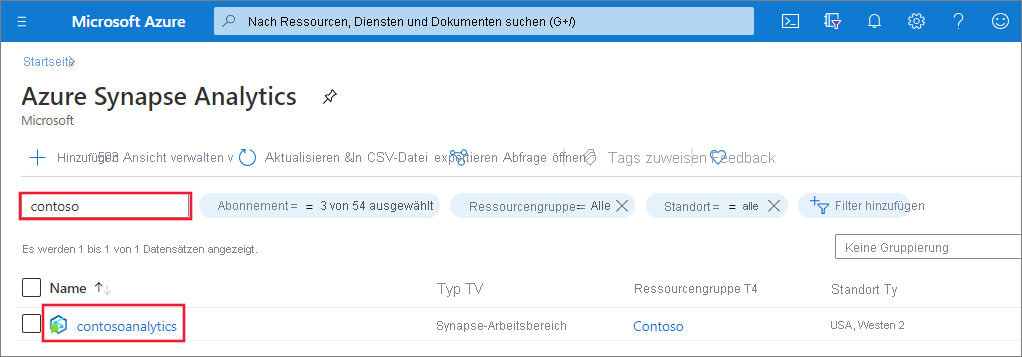 Microsoft Azure Nach Ressourcen, Diensten und Dokumenten suchen (G+/)
Startseite
Azure Synapse Analytics
Microsoft
Hinzufügen Ansicht verwalten v Aktualisieren &In CSV-Datei exportieren Abfrage öffnen Tags zuweisen Feedback
contoso Abonnement = = 3 von 54 ausgewählt Ressourcengruppe = Alle Standort = = alle Filter hinzufügen
Es werden 1 bis 1 von 1 Datensätzen angezeigt. Keine Gruppierung
Name Typ TV Ressourcengruppe T4 Standort Ty
contosoanalytics Synapse-Arbeitsbereich Contoso USA, Westen 2